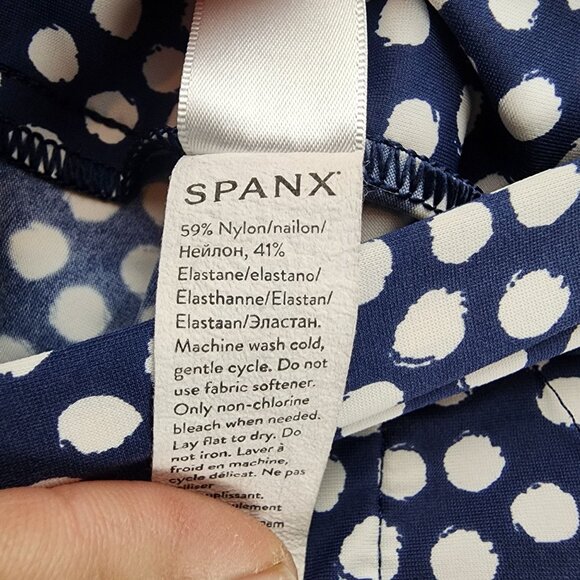 SPANX
59% Nylon/nailon/
Нейлон, 41%
Elastane/elastano/
Elasthanne/Elastan/
Elastaan/Эластан.
Machine wash cold,
gentle cycle. Do not
use fabric softener.
Only non-chlorine
bleach when needed.
Lay flat to dry. Do
not iron. Laver à
froid en machine,
cycle délicat. Ne pas